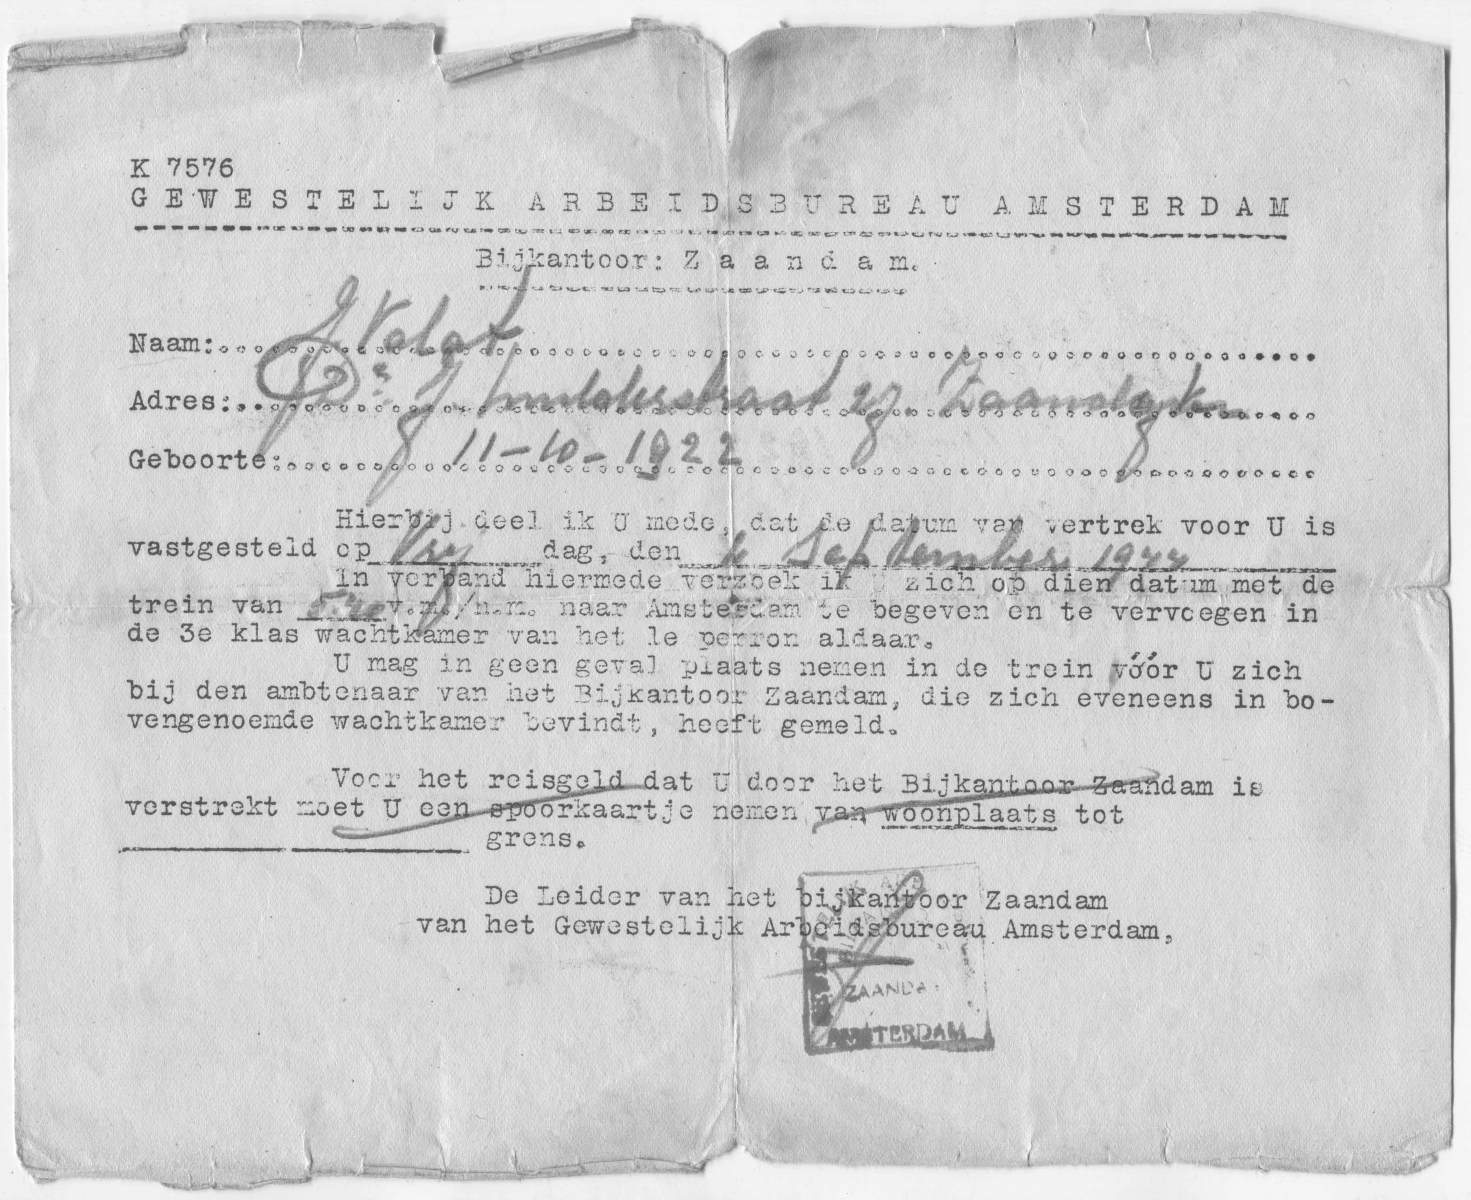 K 7576
GEWESTELIJK ARBEIDSBUREAU AMSTERDAM
Bijkantoor: Zaandam.
Naam:
Adres: straat Zaandijk
Geboorte: 11-10-1922
Hierbij deel ik U mede, dat de datum van vertrek voor U is
vastgesteld op Vrij dag, den September
In verband hiermede verzoek ik U zich op dien datum met de
trein van v.m./n.m. naar Amsterdam te begeven en te vervoegen in
de 3e klas wachtkamer van het 1e perron aldaar.
U mag in geen geval plaats nemen in de trein vóór U zich
bij den ambtenaar van het Bijkantoor Zaandam, die zich eveneens in bo-
vengenoemde wachtkamer bevindt, heeft gemeld.
Voor het reisgeld dat U door het Bijkantoor Zaandam is
verstrekt moet U een spoorkaartje nemen van woonplaats tot
grens.
De Leider van het bijkantoor Zaandam
van het Gewestelijk Arbeidsbureau Amsterdam,
AMSTERDAM